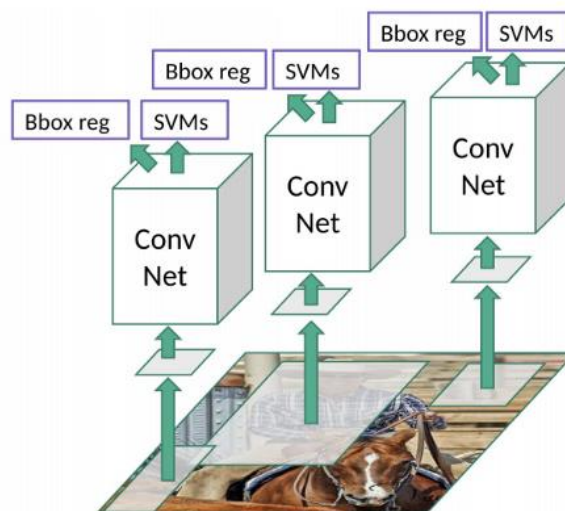 Bbox reg SVMs
Bbox reg SVMs
Bbox reg SVMs
Conv
Net
Conv
Net
Conv
Net